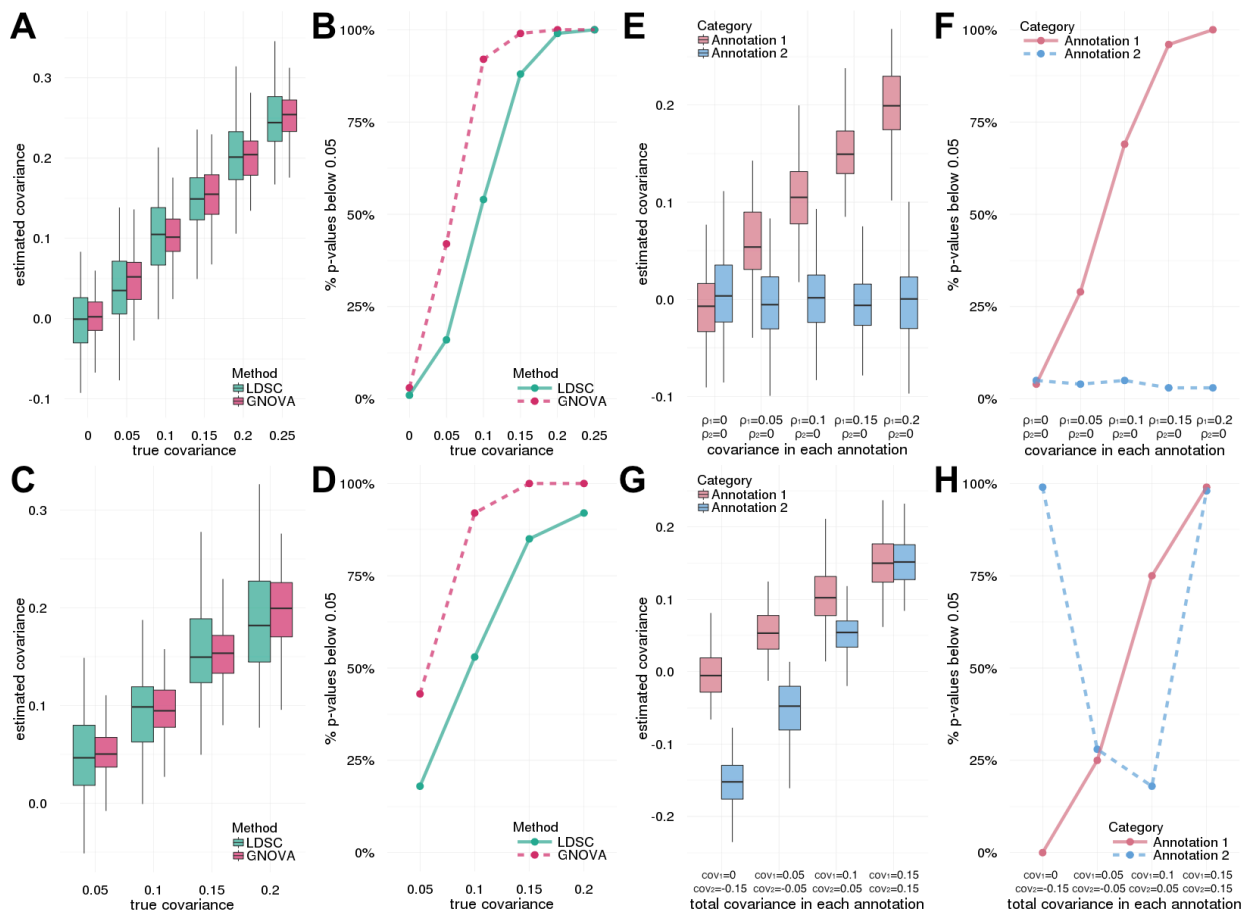 A
estimated covariance
0.3
0.2
0.1
0.0
-0.1
Method
LDSC
GNOVA
0 0.05 0.1 0.15 0.2 0.25
true covariance
B
% p-values below 0.05
100%
75%
50%
25%
0%
Method
LDSC
GNOVA
0 0.05 0.1 0.15 0.2 0.25
true covariance
E
Category
Annotation 1
Annotation 2
estimated covariance
0.2
0.1
0.0
-0.1
ρ₁=0 ρ₁=0.05 ρ₁=0.1 ρ₁=0.15 ρ₁=0.2
ρ₂=0 ρ₂=0 ρ₂=0 ρ₂=0 ρ₂=0
covariance in each annotation
F
Category
Annotation 1
Annotation 2
% p-values below 0.05
100%
75%
50%
25%
0%
ρ₁=0 ρ₁=0.05 ρ₁=0.1 ρ₁=0.15 ρ₁=0.2
ρ₂=0 ρ₂=0 ρ₂=0 ρ₂=0 ρ₂=0
covariance in each annotation
C
estimated covariance
0.3
0.2
0.1
0.0
Method
LDSC
GNOVA
0.05 0.1 0.15 0.2
true covariance
D
% p-values below 0.05
100%
75%
50%
25%
0%
Method
LDSC
GNOVA
0.05 0.1 0.15 0.2
true covariance
G
Category
Annotation 1
Annotation 2
estimated covariance
0.2
0.1
0.0
-0.1
-0.2
cov₁=0 cov₁=0.05 cov₁=0.1 cov₁=0.15
cov₂=-0.15 cov₂=-0.05 cov₂=0.05 cov₂=0.15
total covariance in each annotation
H
% p-values below 0.05
100%
75%
50%
25%
0%
Category
Annotation 1
Annotation 2
cov₁=0 cov₁=0.05 cov₁=0.1 cov₁=0.15
cov₂=-0.15 cov₂=-0.05 cov₂=0.05 cov₂=0.15
total covariance in each annotation